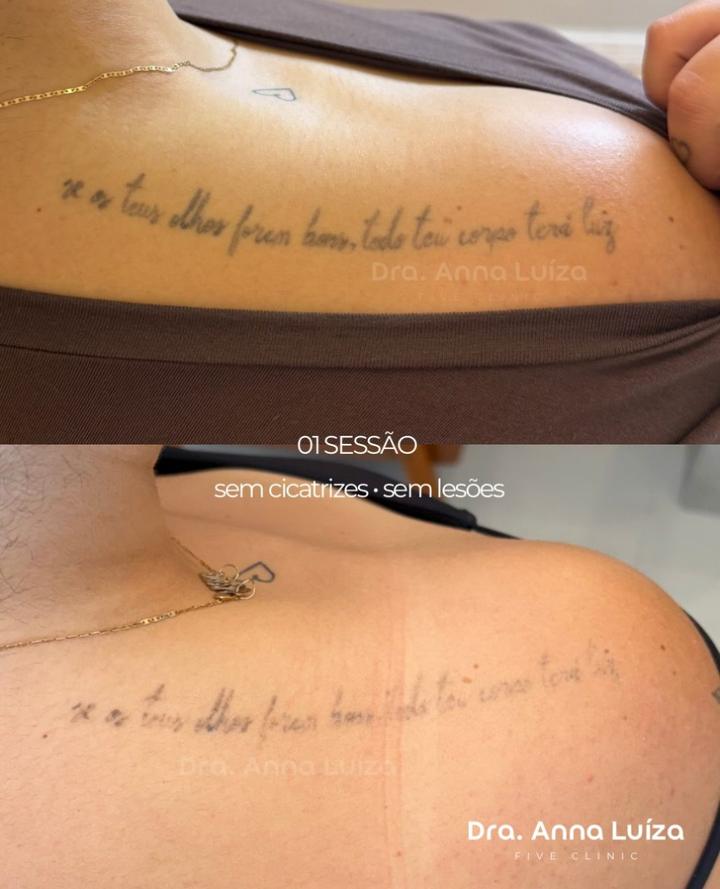 se os teus olhos forem bons, todo teu corpo terá luz
Dra. Anna Luíza
FIVE CLINIC
01 SESSÃO
sem cicatrizes • sem lesões
se os teus olhos forem bons, todo teu corpo terá luz
Dra. Anna Luíza
Dra. Anna Luíza
FIVE CLINIC